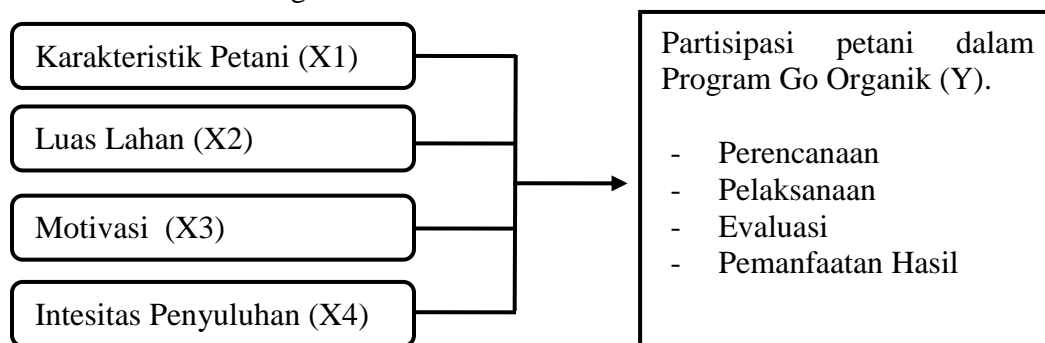 Karakteristik Petani (X1)
Luas Lahan (X2)
Motivasi (X3)
Intesitas Penyuluhan (X4)
Partisipasi petani dalam
Program Go Organik (Y).
- Perencanaan
- Pelaksanaan
- Evaluasi
- Pemanfaatan Hasil